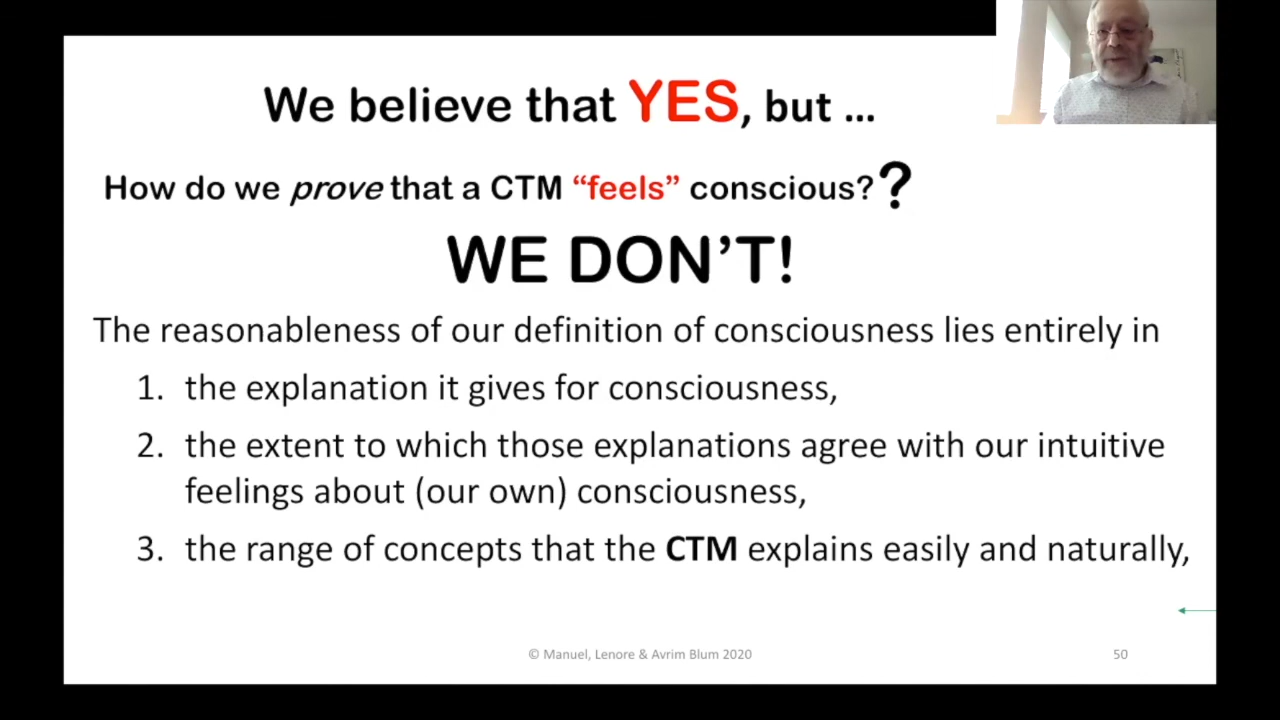 We believe that YES, but ...
How do we prove that a CTM “feels” conscious??
WE DON’T!
The reasonableness of our definition of consciousness lies entirely in
1. the explanation it gives for consciousness,
2. the extent to which those explanations agree with our intuitive
feelings about (our own) consciousness,
3. the range of concepts that the CTM explains easily and naturally,
© Manuel, Lenore & Avrim Blum 2020
50